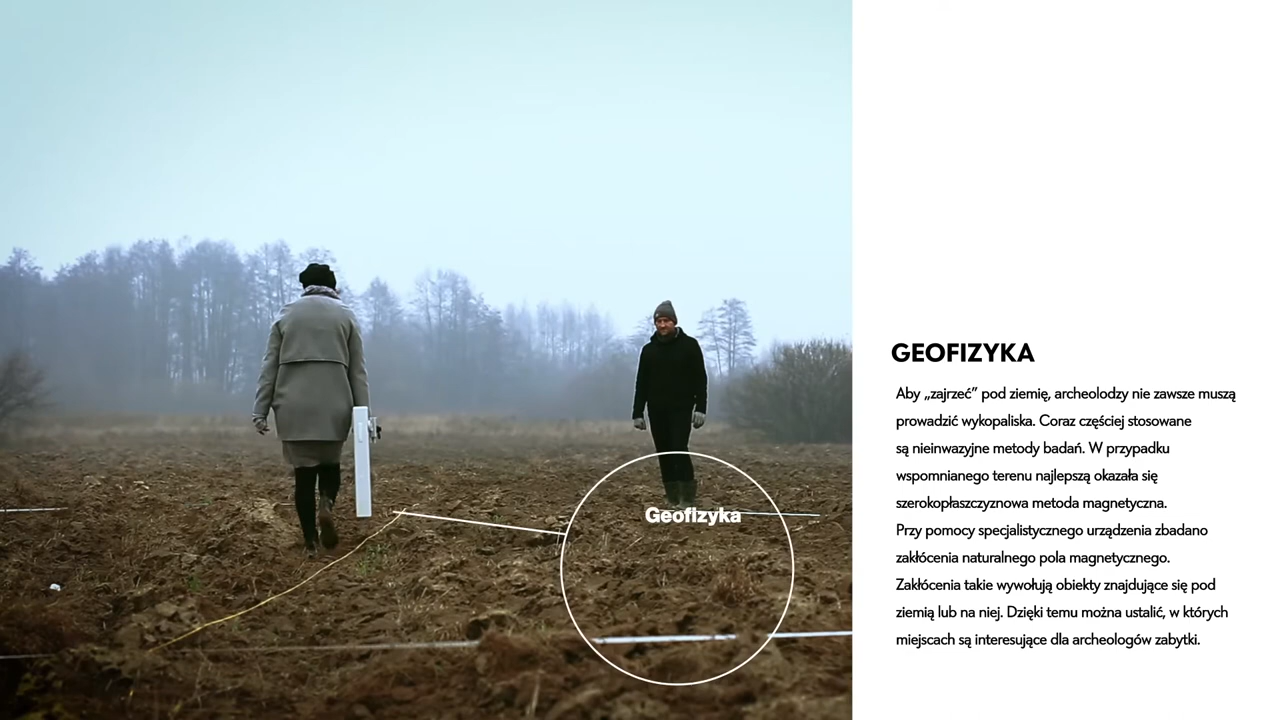 GEOFIZYKA
Aby „zajrzeć” pod ziemię, archeolodzy nie zawsze muszą
prowadzić wykopaliska. Coraz częściej stosowane
są nieinwazyjne metody badań. W przypadku
wspomnianego terenu najlepszą okazała się
szerokopłaszczyznowa metoda magnetyczna.
Przy pomocy specjalistycznego urządzenia zbadano
zakłócenia naturalnego pola magnetycznego.
Zakłócenia takie wywołują obiekty znajdujące się pod
ziemią lub na niej. Dzięki temu można ustalić, w których
miejscach są interesujące dla archeologów zabytki.
Geofizyka